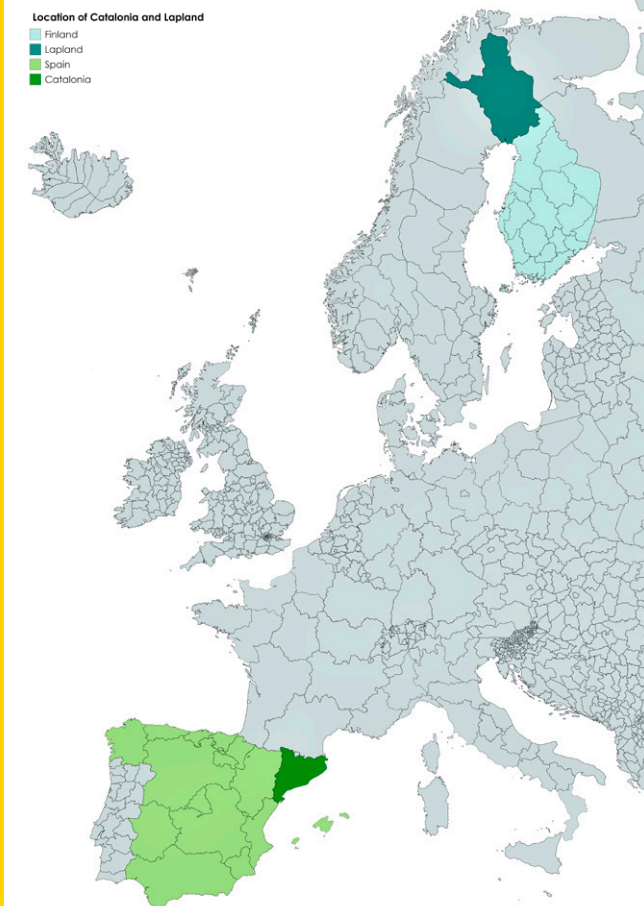 Location of Catalonia and Lapland
Finland
Lapland
Spain
Catalonia